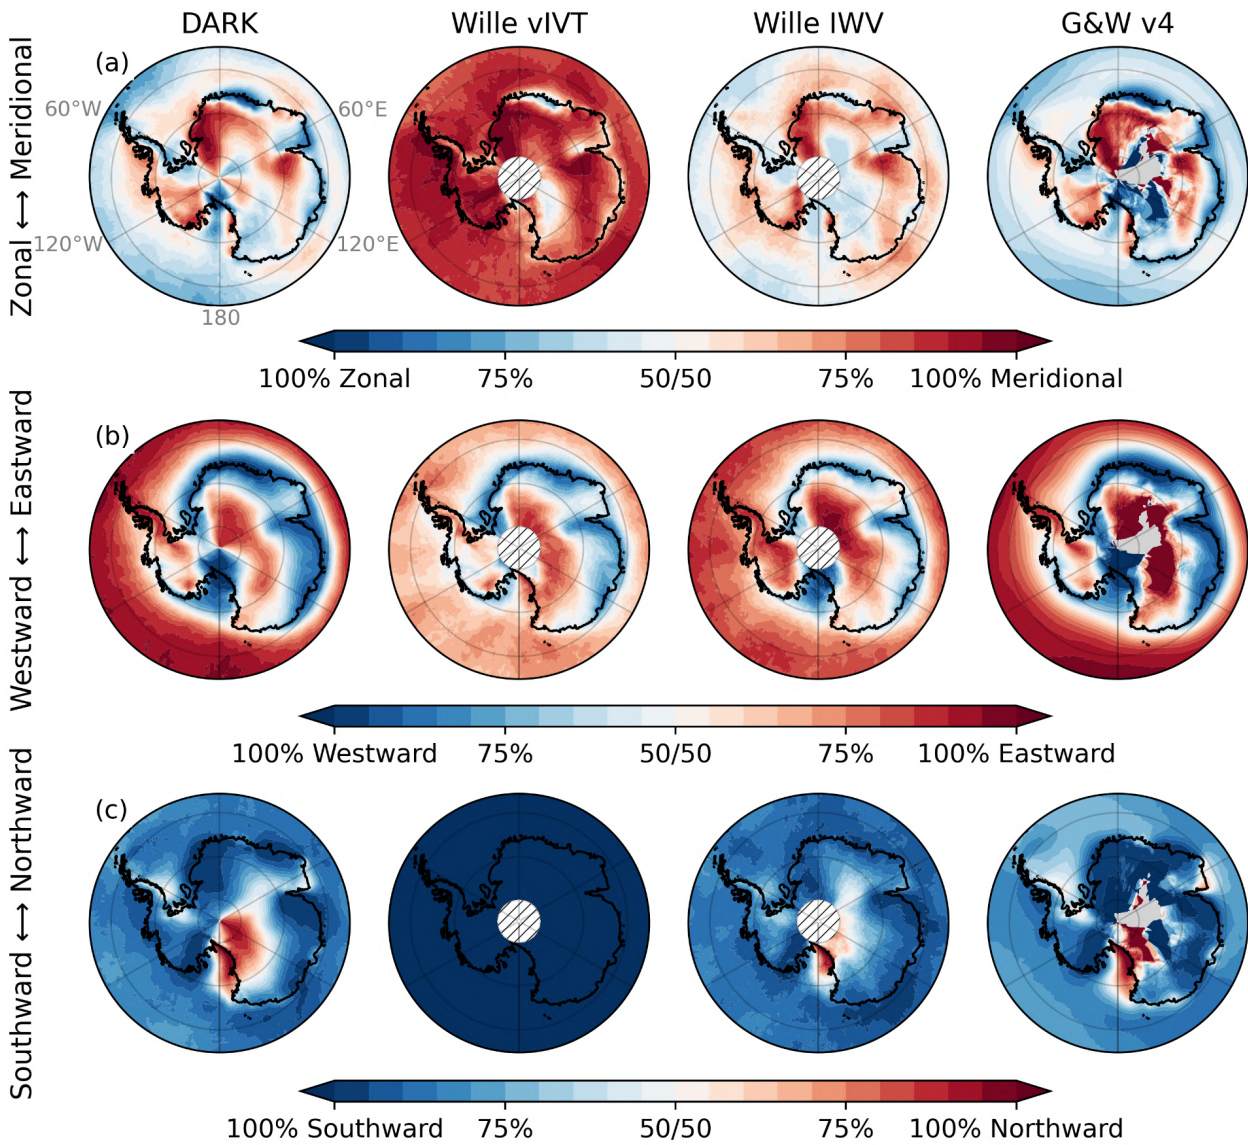 DARK
Wille vIVT
Wille IWV
G&W v4
Zonal ⟷ Meridional
(a)
60°W
60°E
120°W
120°E
180
100% Zonal
75%
50/50
75%
100% Meridional
Westward ⟷ Eastward
(b)
100% Westward
75%
50/50
75%
100% Eastward
Southward ⟷ Northward
(c)
100% Southward
75%
50/50
75%
100% Northward